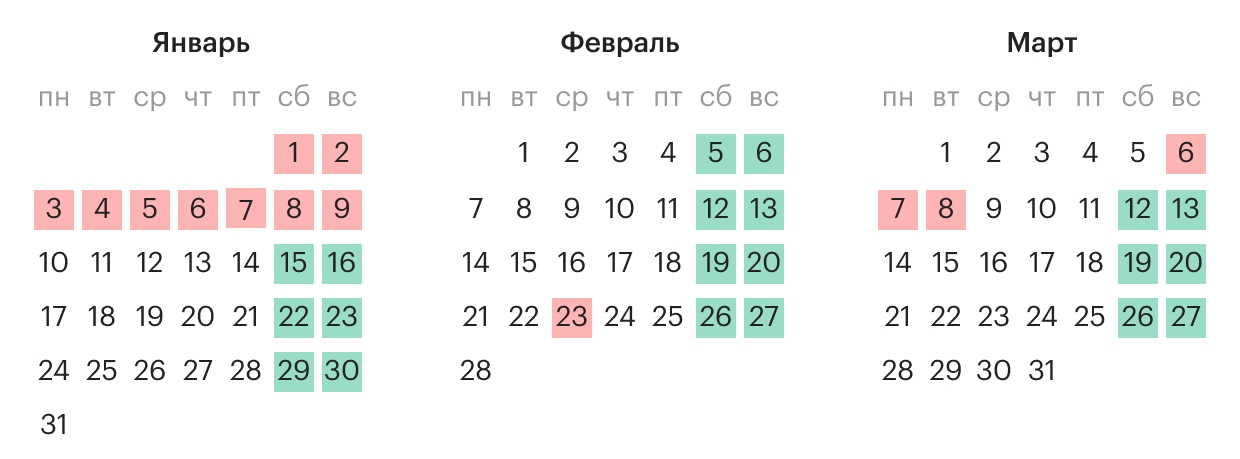 Январь
пн вт ср чт пт сб вс
1 2
3 4 5 6 7 8 9
10 11 12 13 14 15 16
17 18 19 20 21 22 23
24 25 26 27 28 29 30
31
Февраль
пн вт ср чт пт сб вс
1 2 3 4 5 6
7 8 9 10 11 12 13
14 15 16 17 18 19 20
21 22 23 24 25 26 27
28
Март
пн вт ср чт пт сб вс
1 2 3 4 5 6
7 8 9 10 11 12 13
14 15 16 17 18 19 20
21 22 23 24 25 26 27
28 29 30 31